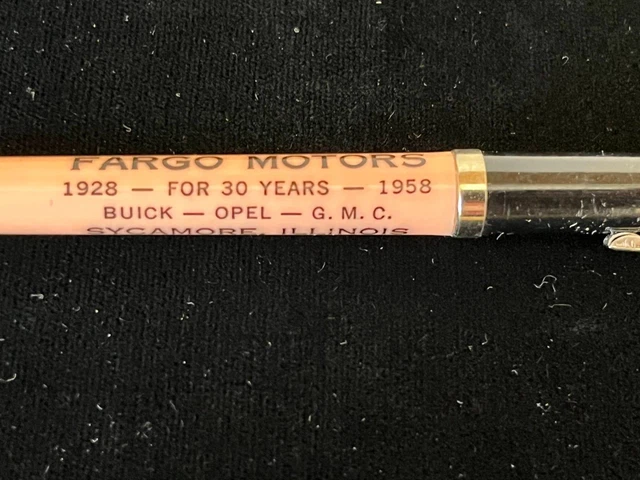 FARGO MOTORS
1928 — FOR 30 YEARS — 1958
BUICK — OPEL — G. M. C.
SYCAMORE, ILLINOIS